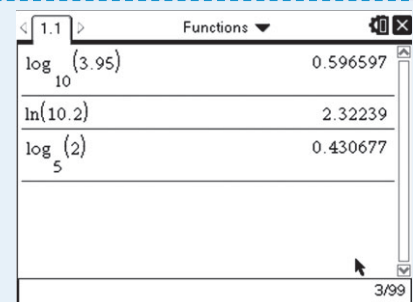 1.1 Functions
log₁₀(3.95) 0.596597
ln(10.2) 2.32239
log₅(2) 0.430677
3/99